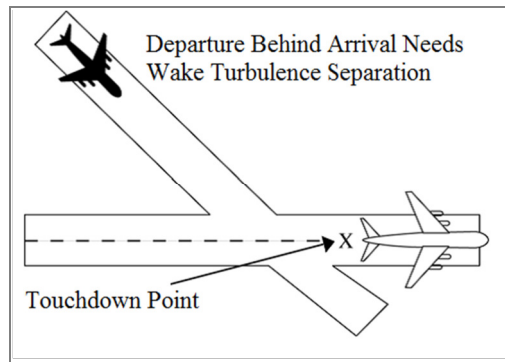 Departure Behind Arrival Needs
Wake Turbulence Separation
X
Touchdown Point